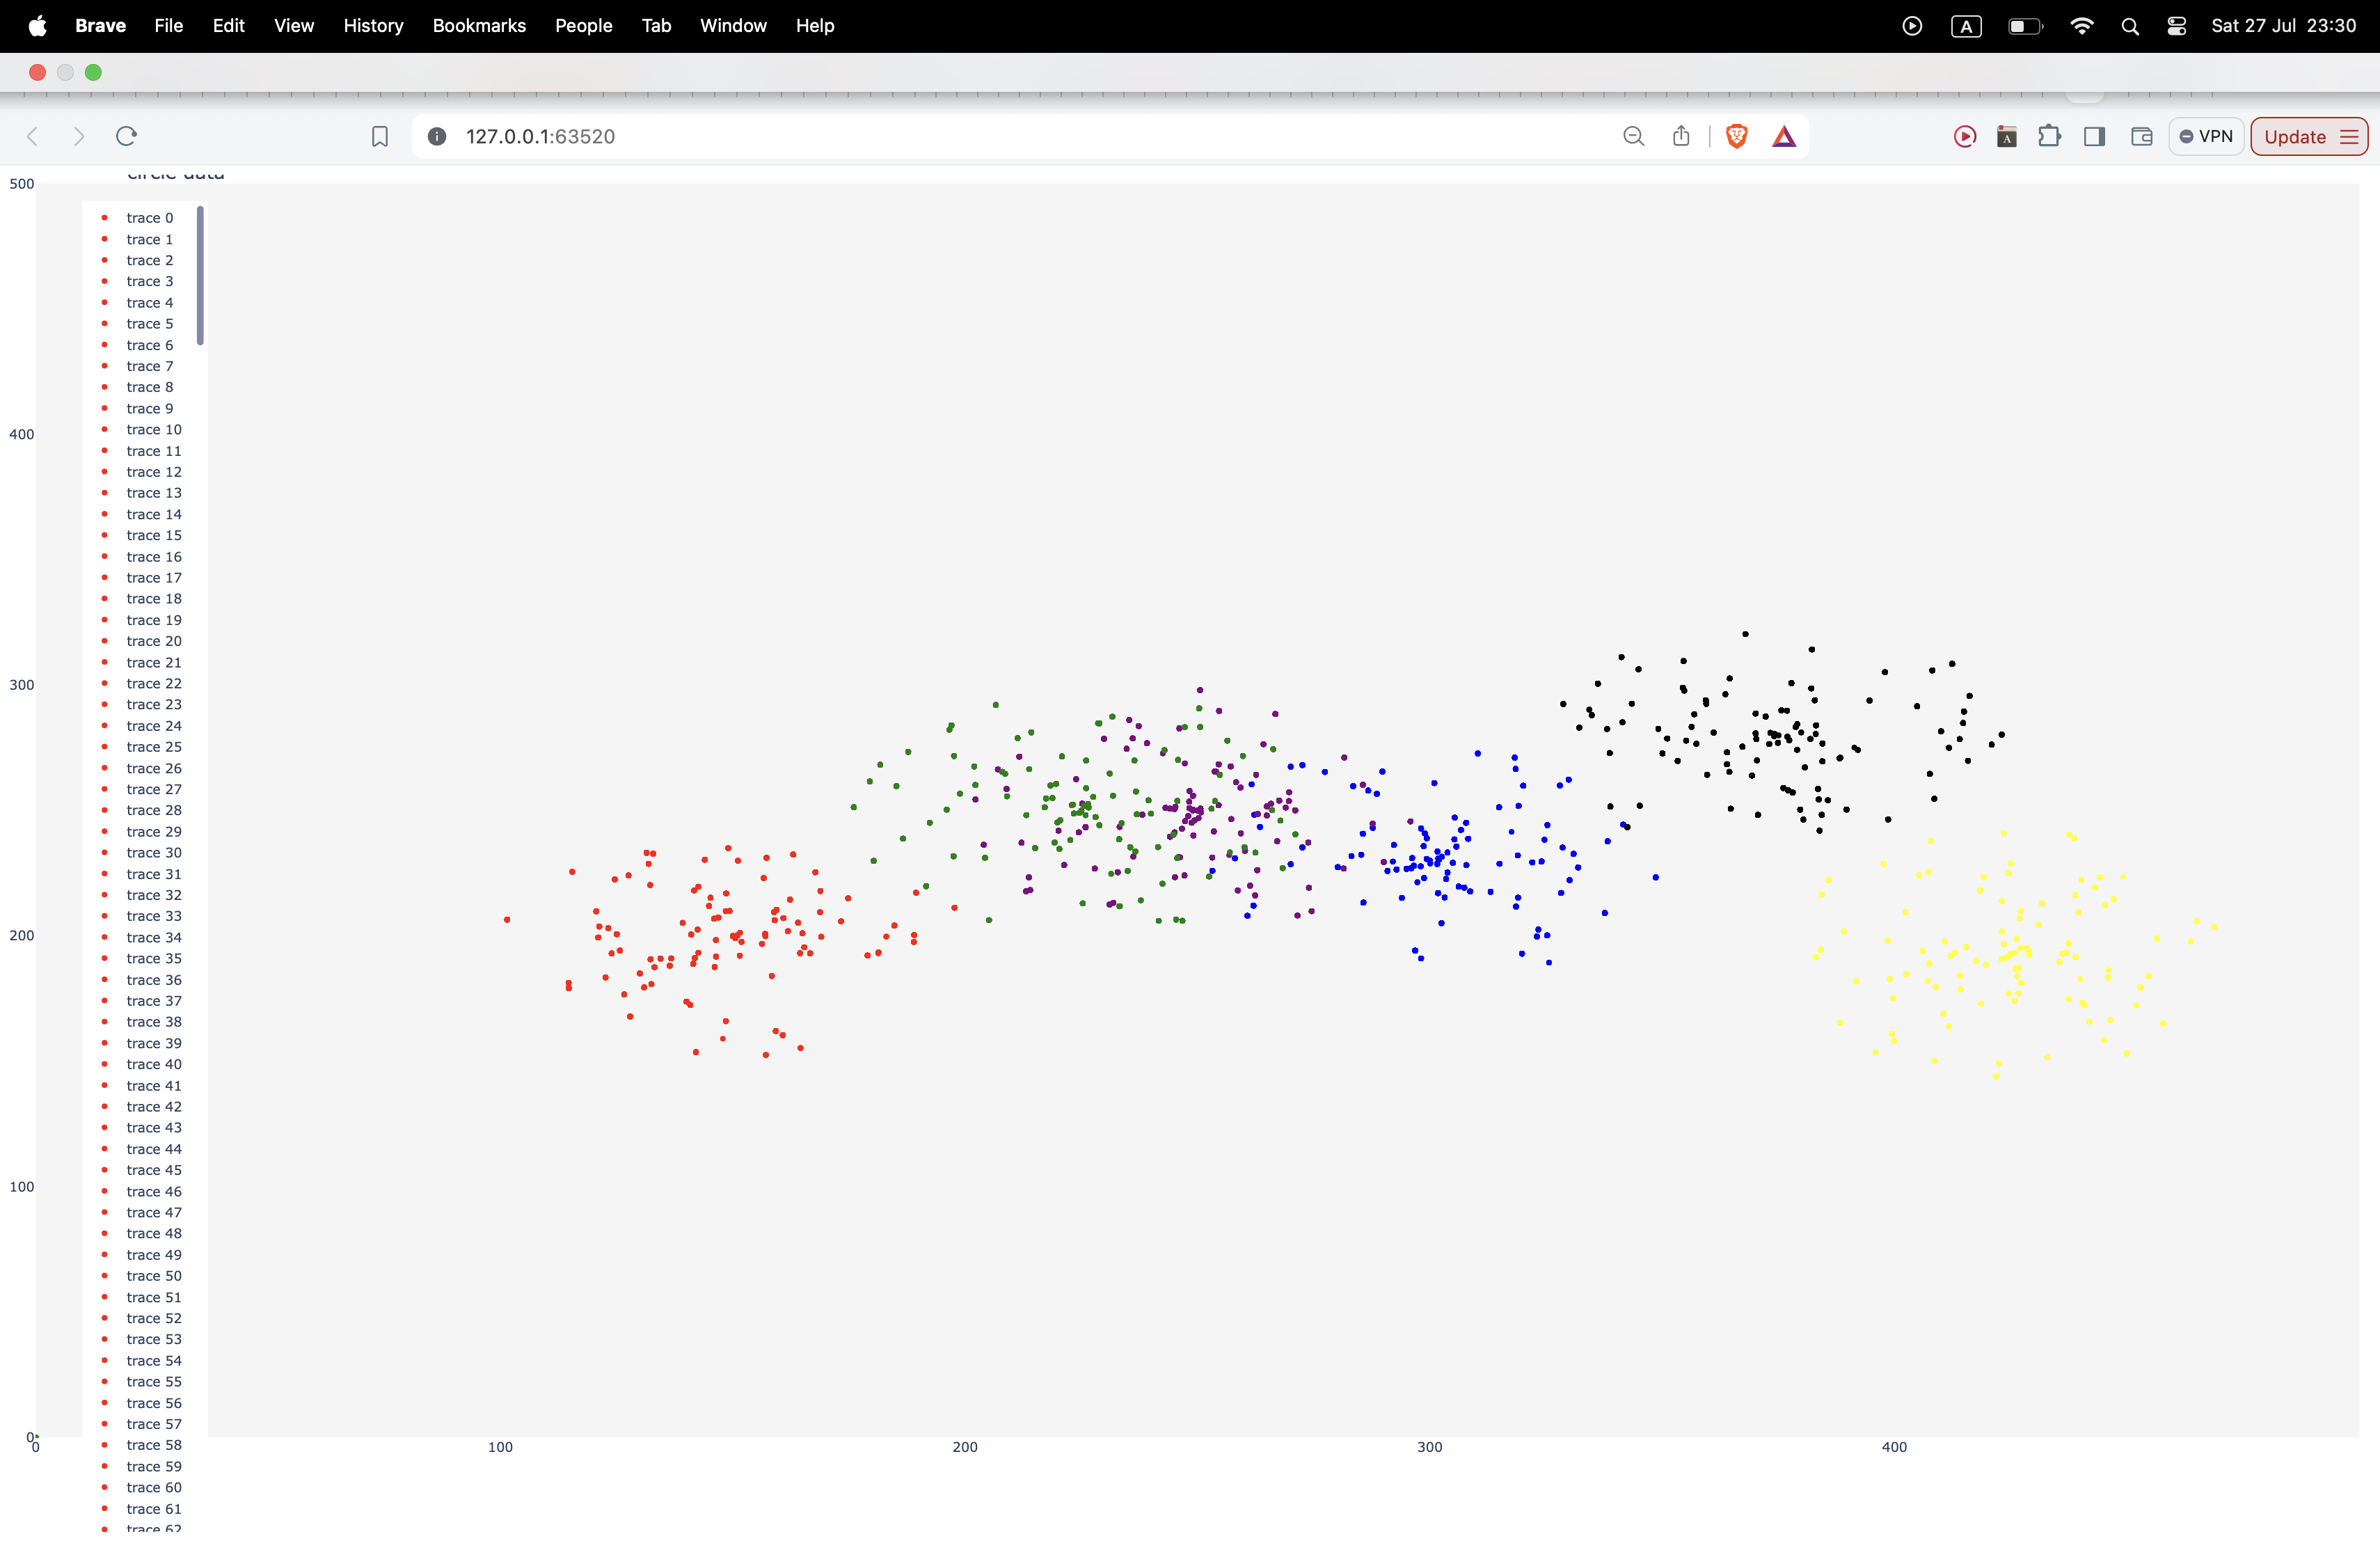 Brave File Edit View History Bookmarks People Tab Window Help A Sat 27 Jul 23:30
127.0.0.1:63520 A VPN Update
circle data
500
400
300
200
100
0
trace 0
trace 1
trace 2
trace 3
trace 4
trace 5
trace 6
trace 7
trace 8
trace 9
trace 10
trace 11
trace 12
trace 13
trace 14
trace 15
trace 16
trace 17
trace 18
trace 19
trace 20
trace 21
trace 22
trace 23
trace 24
trace 25
trace 26
trace 27
trace 28
trace 29
trace 30
trace 31
trace 32
trace 33
trace 34
trace 35
trace 36
trace 37
trace 38
trace 39
trace 40
trace 41
trace 42
trace 43
trace 44
trace 45
trace 46
trace 47
trace 48
trace 49
trace 50
trace 51
trace 52
trace 53
trace 54
trace 55
trace 56
trace 57
trace 58
trace 59
trace 60
trace 61
trace 62
0 100 200 300 400